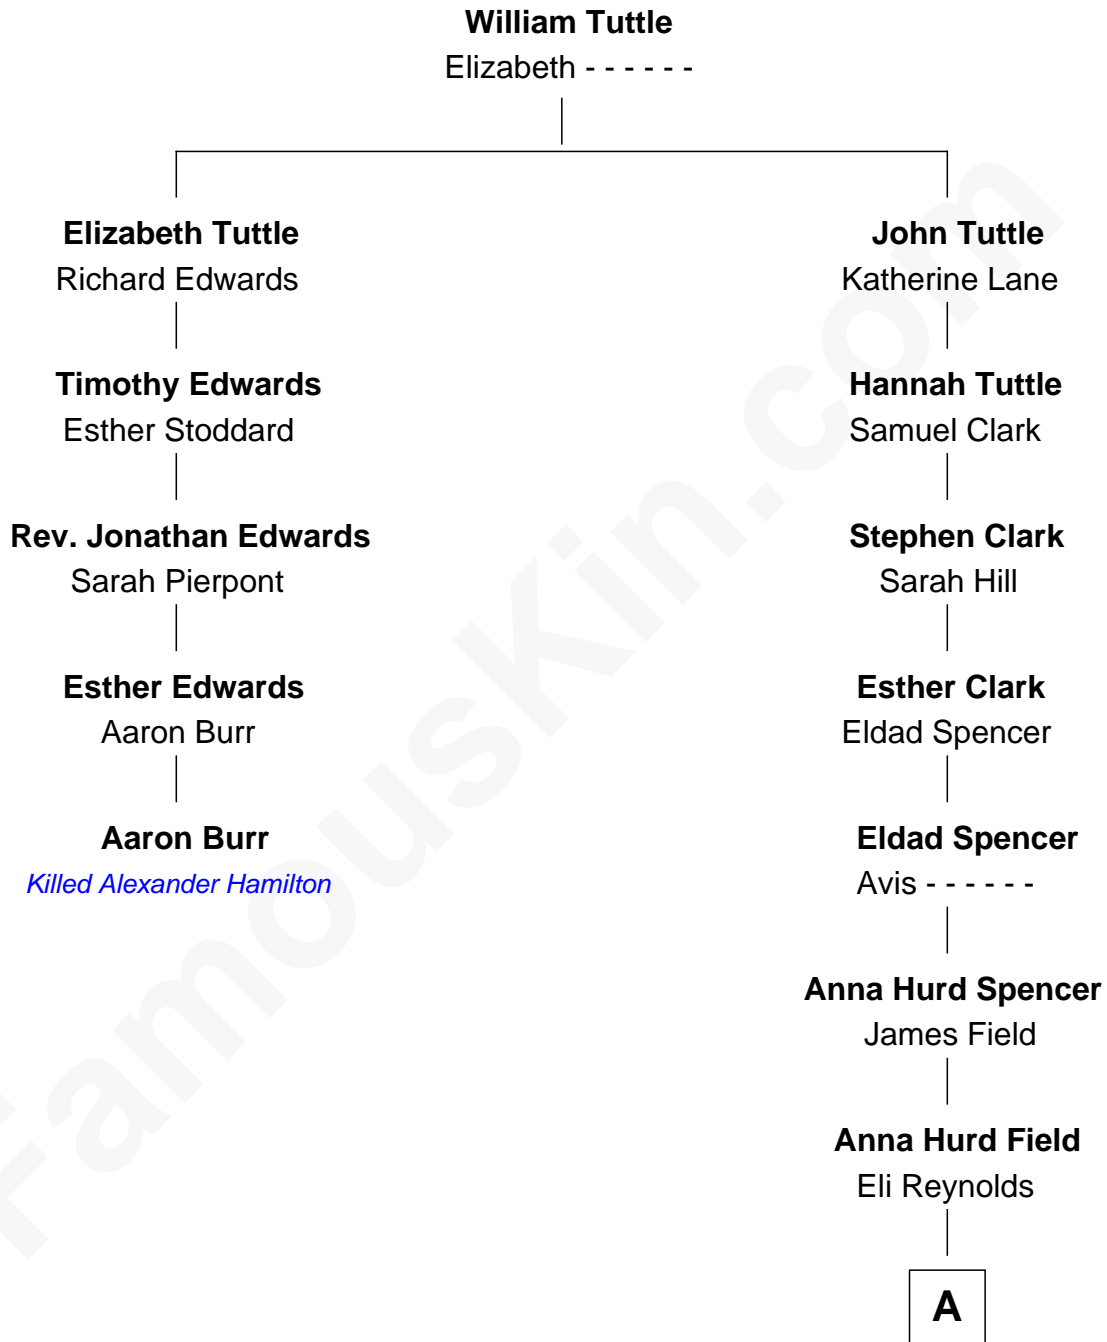 William Tuttle
Elizabeth - - - - - -
Elizabeth Tuttle
Richard Edwards
Timothy Edwards
Esther Stoddard
Rev. Jonathan Edwards
Sarah Pierpont
Esther Edwards
Aaron Burr
Aaron Burr
Killed Alexander Hamilton
John Tuttle
Katherine Lane
Hannah Tuttle
Samuel Clark
Stephen Clark
Sarah Hill
Esther Clark
Eldad Spencer
Eldad Spencer
Avis - - - - - -
Anna Hurd Spencer
James Field
Anna Hurd Field
Eli Reynolds
A
FamousKin.com